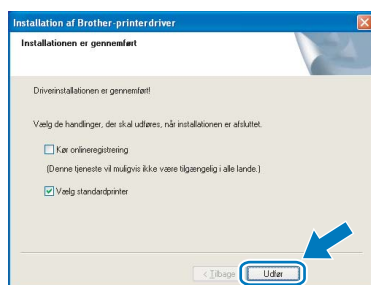 Installation af Brother-printerdriver
Installationen er gennemført
Driverinstallationen er gennemført!
Vælg de handlinger, der skal udføres, når installationen er afsluttet.
Kør onlineregistrering
(Denne tjeneste vil muligvis ikke være tilgængelig i alle lande.)
Vælg standardprinter
< Tilbage
Udfør